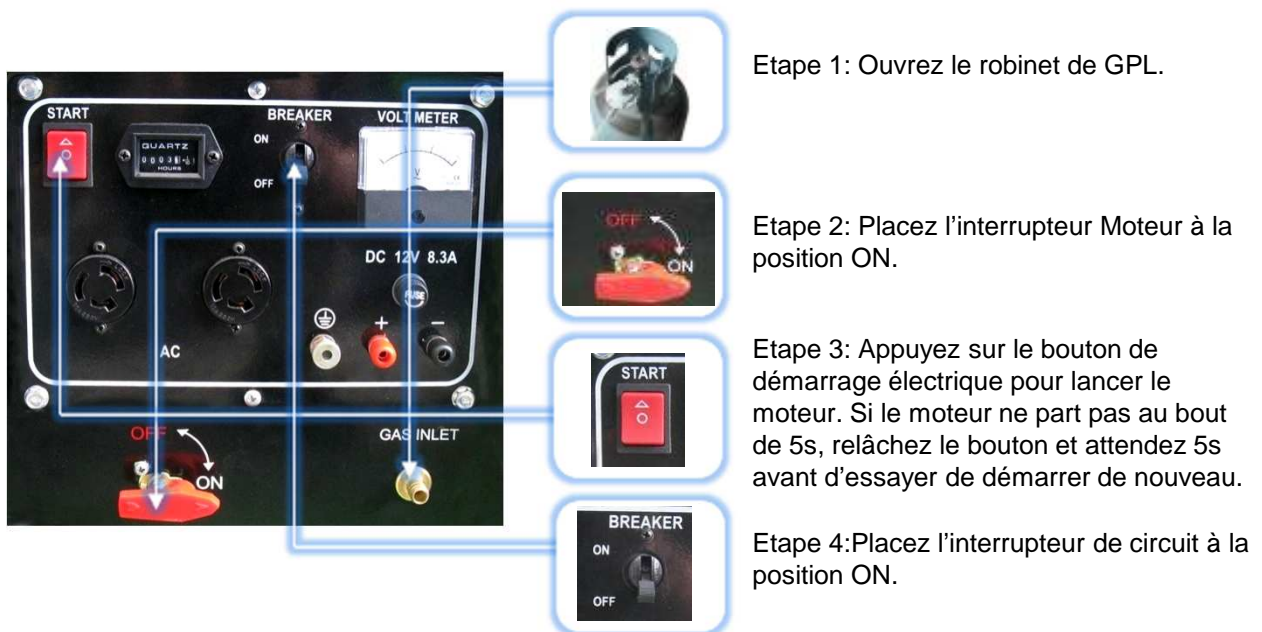 START
QUARTZ
HOURS
BREAKER
ON
OFF
VOLT METER
V
DC 12V 8.3A
FUSE
+ -
AC
OFF
ON
GAS INLET
Etape 1: Ouvrez le robinet de GPL.
OFF
ON
Etape 2: Placez l’interrupteur Moteur à la
position ON.
START
Etape 3: Appuyez sur le bouton de
démarrage électrique pour lancer le
moteur. Si le moteur ne part pas au bout
de 5s, relâchez le bouton et attendez 5s
avant d’essayer de démarrer de nouveau.
BREAKER
ON
OFF
Etape 4:Placez l’interrupteur de circuit à la
position ON.